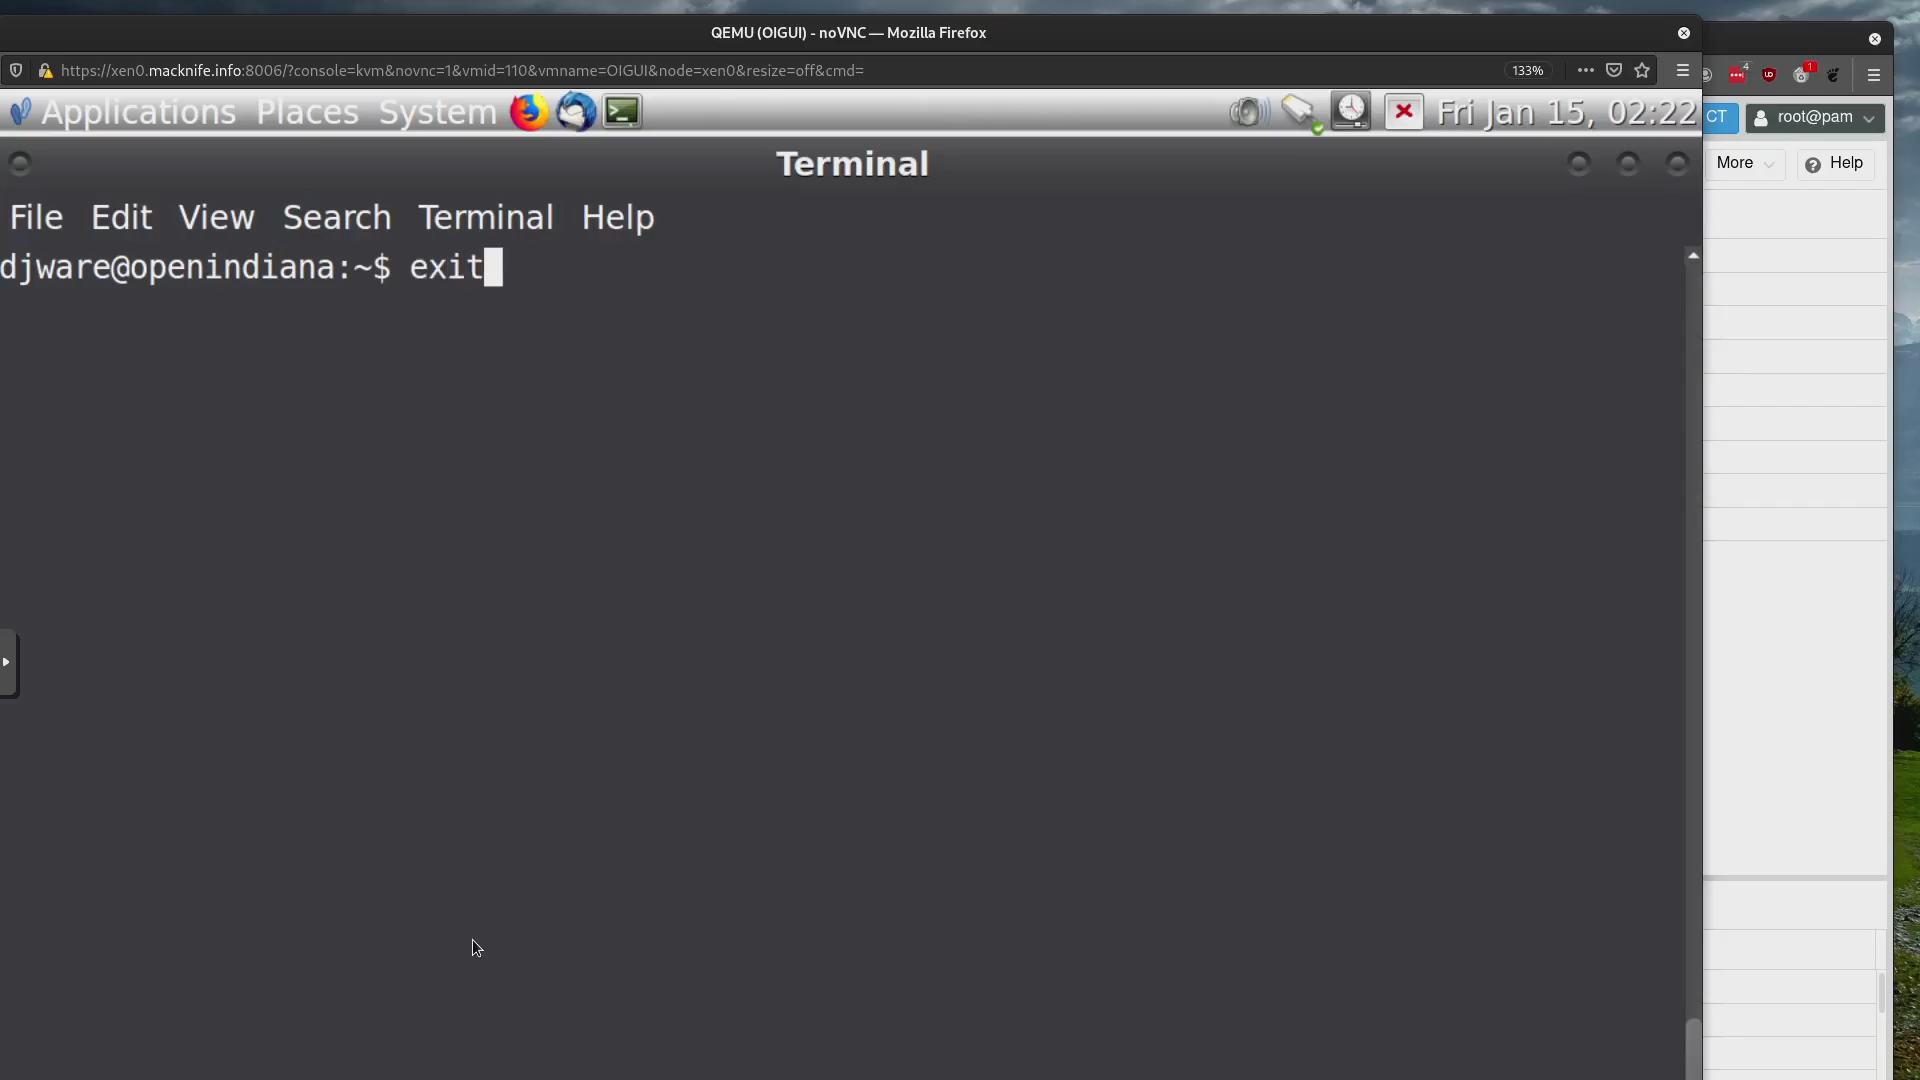 QEMU (OIGUI) - noVNC — Mozilla Firefox
https://xen0.macknife.info:8006/?console=kvm&novnc=1&vmid=110&vmname=OIGUI&node=xen0&resize=off&cmd=
133%
4
1
Applications Places System
Fri Jan 15, 02:22
CT
root@pam
Terminal
More
Help
File Edit View Search Terminal Help
djware@openindiana:~$ exit